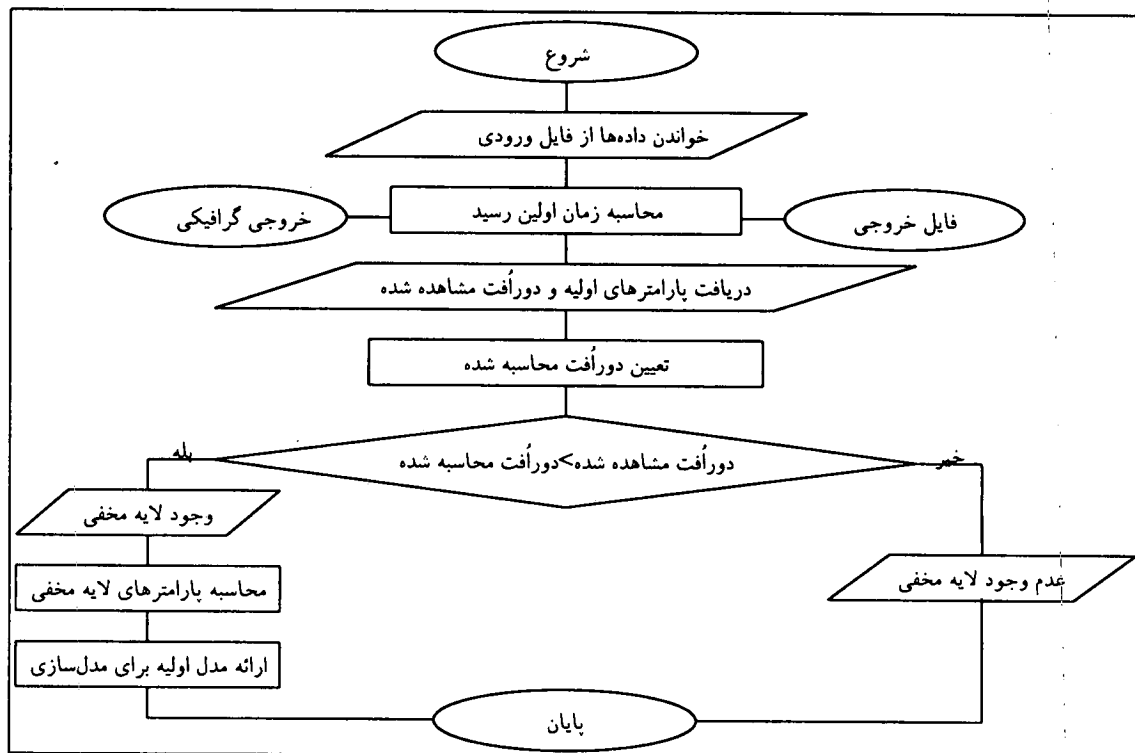 شروع
خواندن داده‌ها از فایل ورودی
محاسبه زمان اولین رسید
فایل خروجی
خروجی گرافیکی
دریافت پارامترهای اولیه و دوراُفت مشاهده شده
تعیین دوراُفت محاسبه شده
دوراُفت مشاهده شده>دوراُفت محاسبه شده
خیر
بله
وجود لایه مخفی
عدم وجود لایه مخفی
محاسبه پارامترهای لایه مخفی
ارائه مدل اولیه برای مدل‌سازی
پایان